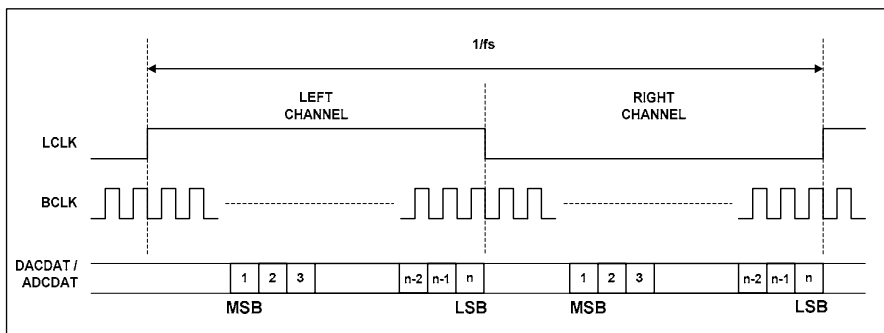 1/fs
LEFT
CHANNEL
RIGHT
CHANNEL
LCLK
BCLK
DACDAT /
ADCDAT
1 2 3 n-2 n-1 n 1 2 3 n-2 n-1 n
MSB LSB MSB LSB